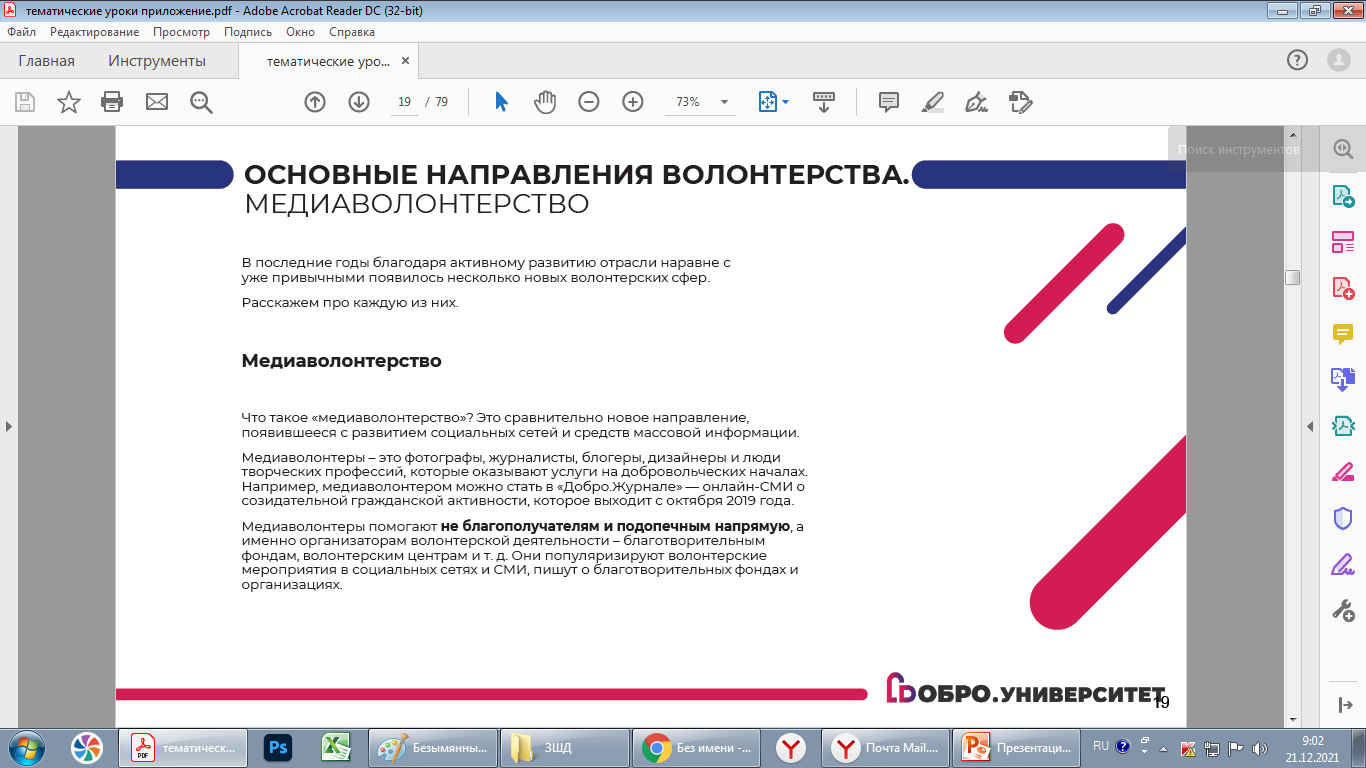 тематические уроки приложение.pdf - Adobe Acrobat Reader DC (32-bit)
Файл Редактирование Просмотр Подпись Окно Справка
Главная Инструменты тематические уро... ×
19 / 79 73%
Поиск инструментов
ОСНОВНЫЕ НАПРАВЛЕНИЯ ВОЛОНТЕРСТВА.
МЕДИАВОЛОНТЕРСТВО
В последние годы благодаря активному развитию отрасли наравне с
уже привычными появилось несколько новых волонтерских сфер.
Расскажем про каждую из них.
Медиаволонтерство
Что такое «медиаволонтерство»? Это сравнительно новое направление,
появившееся с развитием социальных сетей и средств массовой информации.
Медиаволонтеры – это фотографы, журналисты, блогеры, дизайнеры и люди
творческих профессий, которые оказывают услуги на добровольческих началах.
Например, медиаволонтером можно стать в «Добро.Журнале» — онлайн-СМИ о
созидательной гражданской активности, которое выходит с октября 2019 года.
Медиаволонтеры помогают не благополучателям и подопечным напрямую, а
именно организаторам волонтерской деятельности – благотворительным
фондам, волонтерским центрам и т. д. Они популяризируют волонтерские
мероприятия в социальных сетях и СМИ, пишут о благотворительных фондах и
организациях.
ДОБРО.УНИВЕРСИТЕТ
19
PDF тематическ... Ps Безымянны... ЗШД Без имени -... Y Y Почта Mail.... Презентаци... RU 9:02
21.12.2021